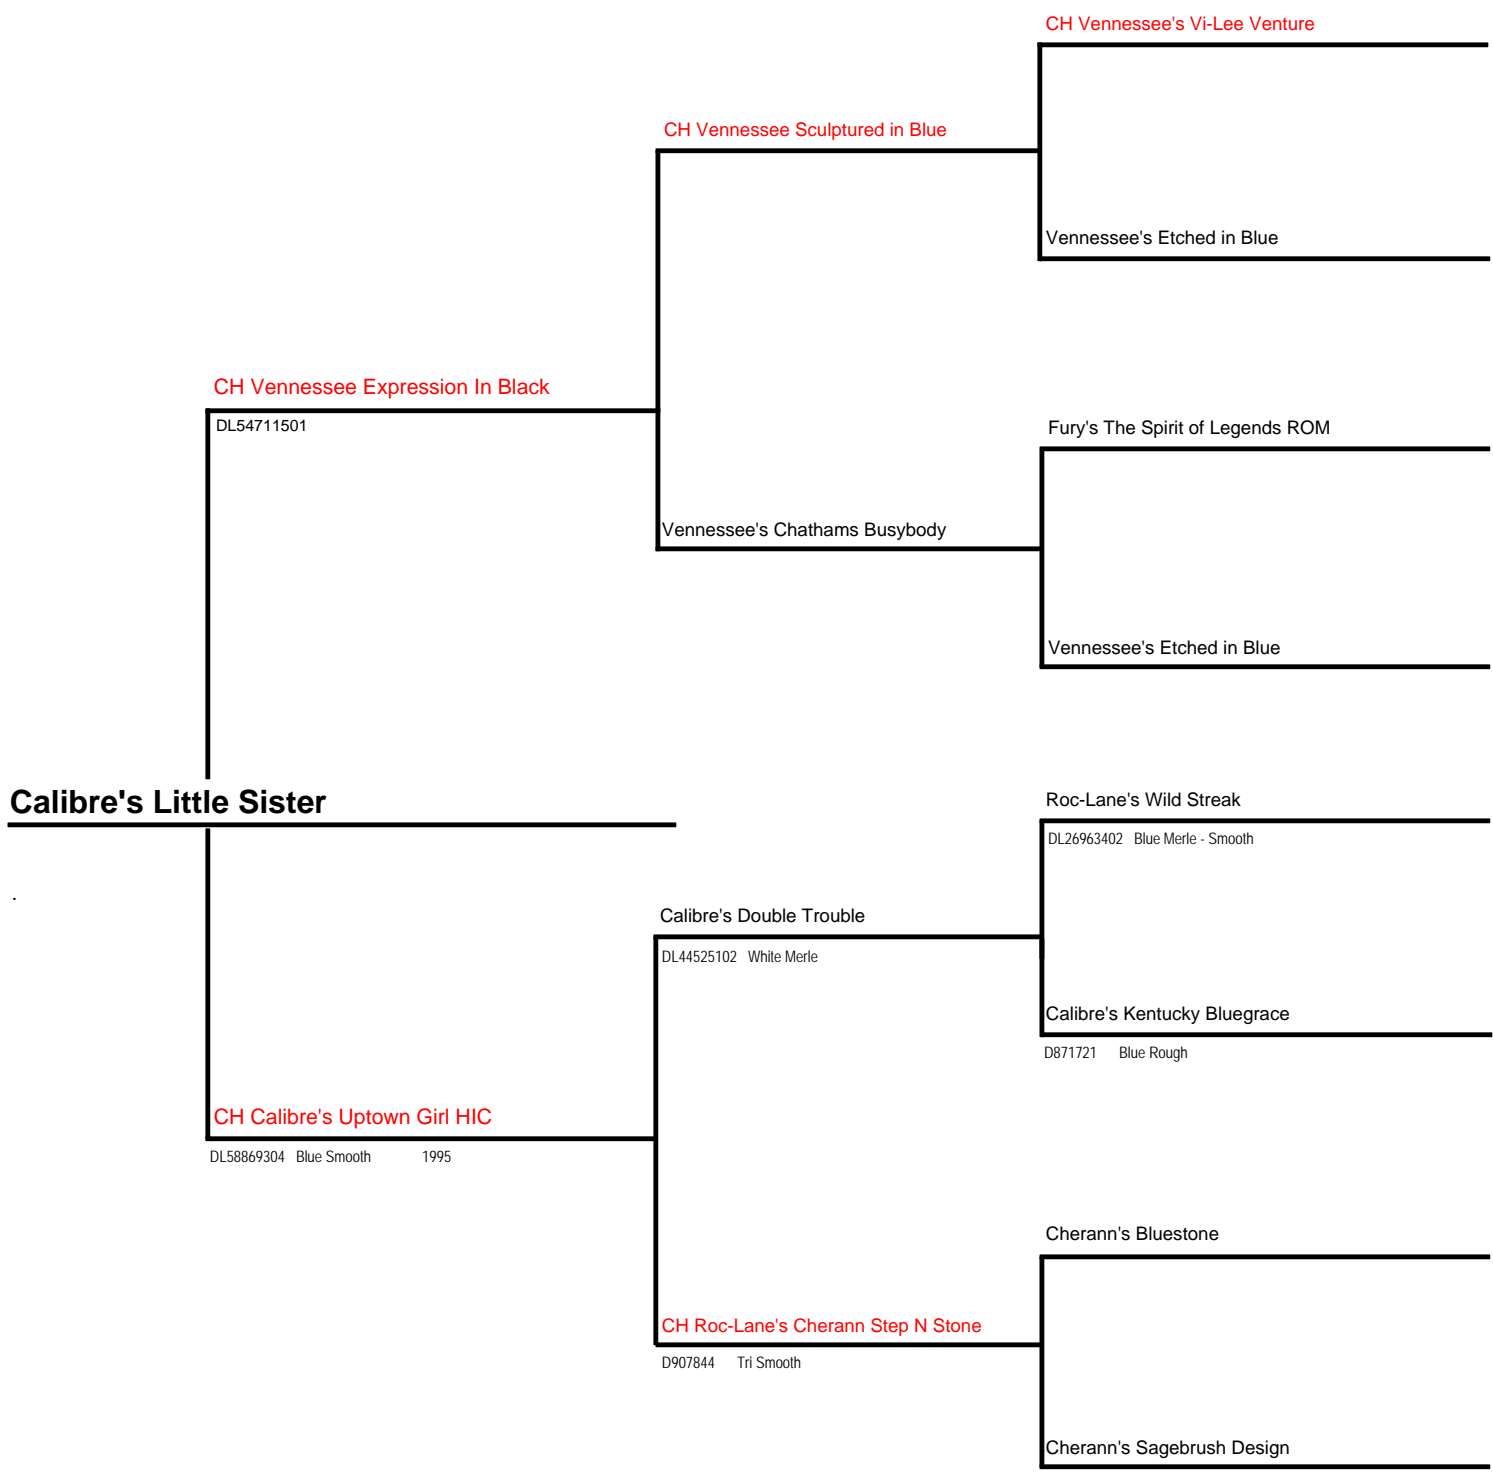 CH Vennessee's Vi-Lee Venture
CH Vennessee Sculptured in Blue
Vennessee's Etched in Blue
CH Vennessee Expression In Black
DL54711501
Fury's The Spirit of Legends ROM
Vennessee's Chathams Busybody
Vennessee's Etched in Blue
Calibre's Little Sister
Roc-Lane's Wild Streak
DL26963402 Blue Merle - Smooth
.
Calibre's Double Trouble
DL44525102 White Merle
Calibre's Kentucky Bluegrace
D871721 Blue Rough
CH Calibre's Uptown Girl HIC
DL58869304 Blue Smooth 1995
Cherann's Bluestone
CH Roc-Lane's Cherann Step N Stone
D907844 Tri Smooth
Cherann's Sagebrush Design